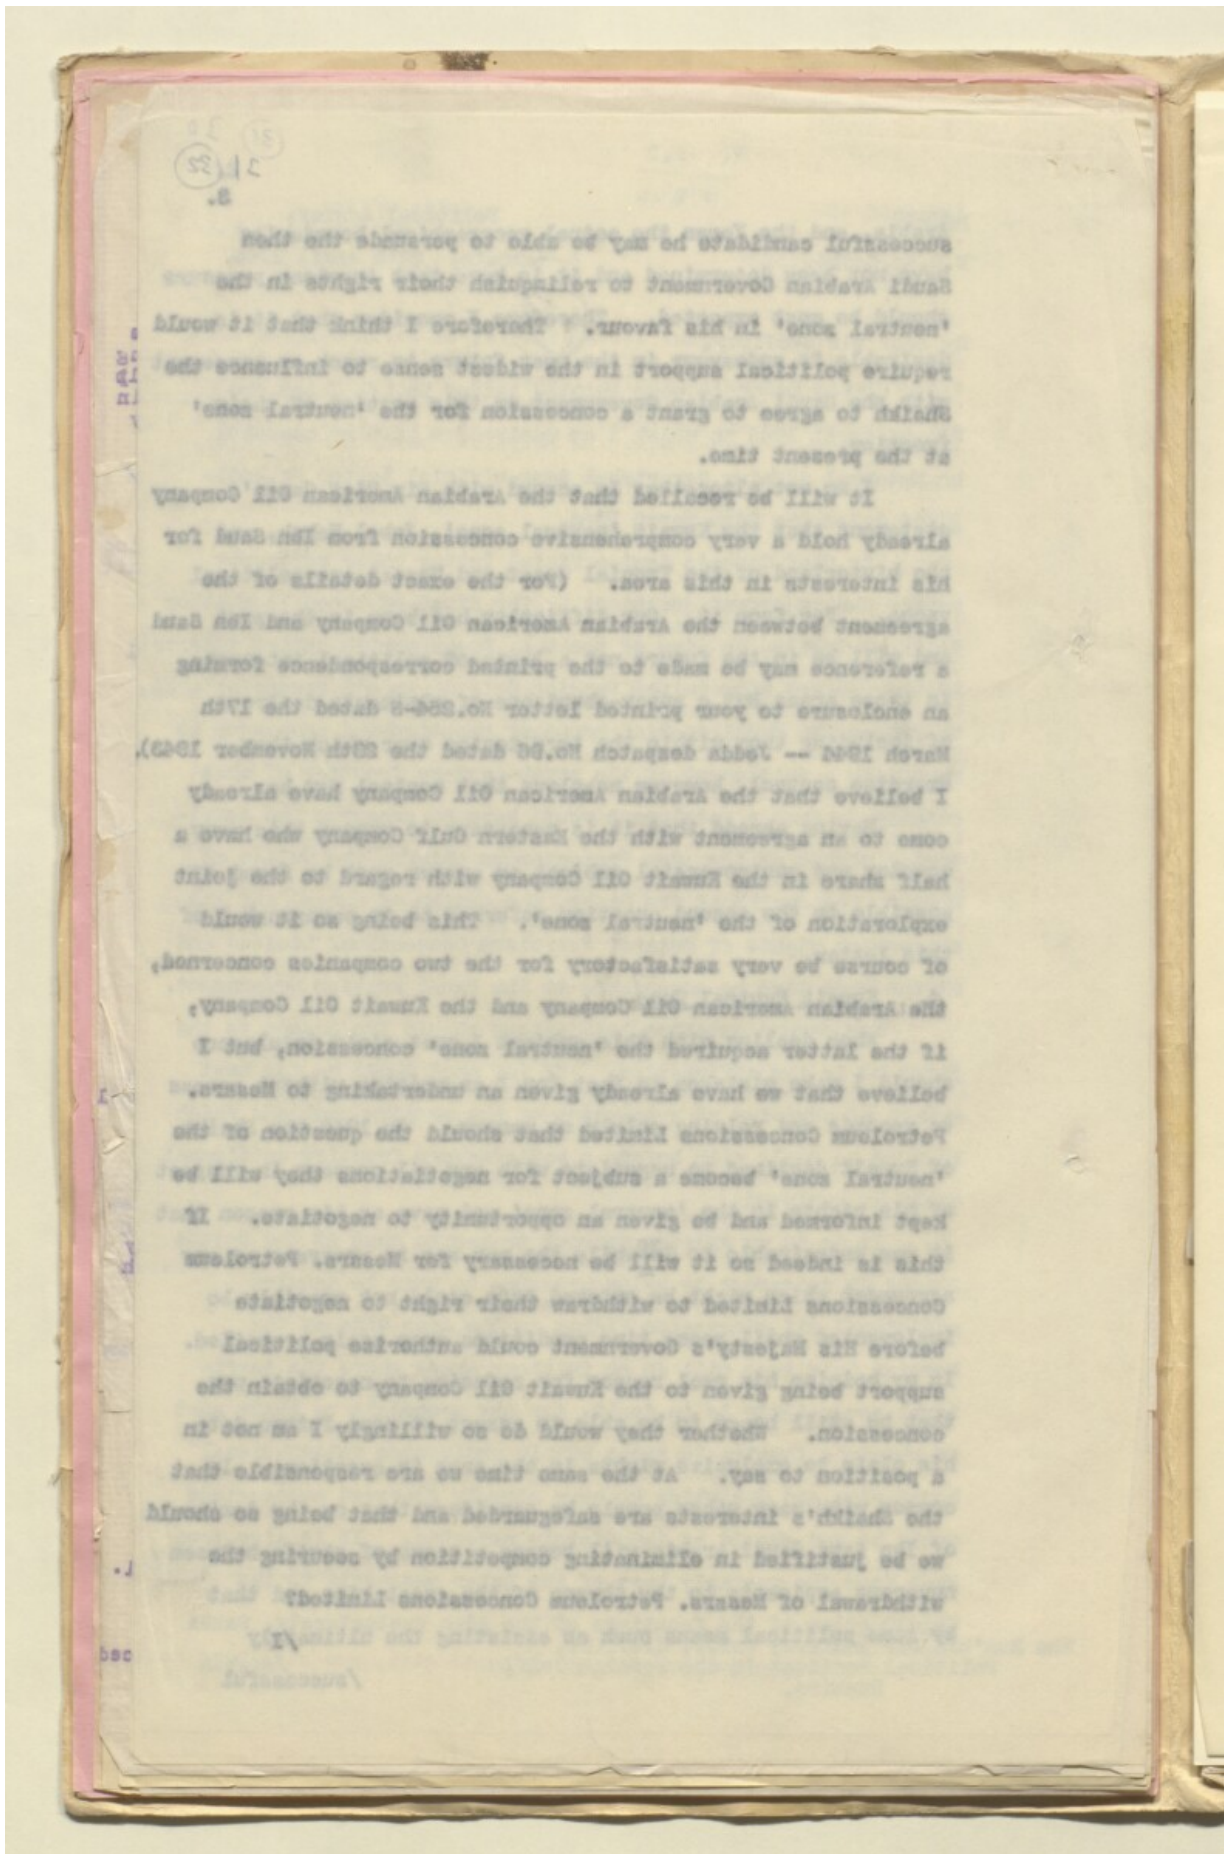 successful candidate he may be able to persuade the then
Saudi Arabian Government to relinquish their rights in the
'neutral zone' in his favour. Therefore I think that it would
require political support in the widest sense to influence the
Shaikh to agree to grant a concession for the 'neutral zone'
at the present time.
It will be recalled that the Arabian American Oil Company
already hold a very comprehensive concession from Ibn Saud for
his interests in this area. (For the exact details of the
agreement between the Arabian American Oil Company and Ibn Saud
a reference may be made to the printed correspondence forming
an enclosure to your printed letter No. dated the 17th
March 1944 -- Jedda despatch No. dated the November 1943).
I believe that the Arabian American Oil Company have already
come to an agreement with the Eastern Gulf Company who have a
half share in the Kuwait Oil Company with regard to the joint
exploration of the 'neutral zone'. This being so it would
of course be very satisfactory for the two companies concerned,
the Arabian American Oil Company and the Kuwait Oil Company,
if the latter acquired the 'neutral zone' concession, but I
believe that we have already given an undertaking to Messrs.
Petroleum Concessions Limited that should the question of the
'neutral zone' become a subject for negotiations they will be
kept informed and be given an opportunity to negotiate. If
this is indeed so it will be necessary for Messrs. Petroleum
Concessions Limited to withdraw their right to negotiate
before His Majesty's Government could authorise political
support being given to the Kuwait Oil Company to obtain the
concession. Whether they would do so willingly I am not in
a position to say. At the same time we are responsible that
the Shaikh's interests are safeguarded and that being so should
we be justified in eliminating competition by securing the
withdrawal of Messrs. Petroleum Concessions Limited?
/I
/successful